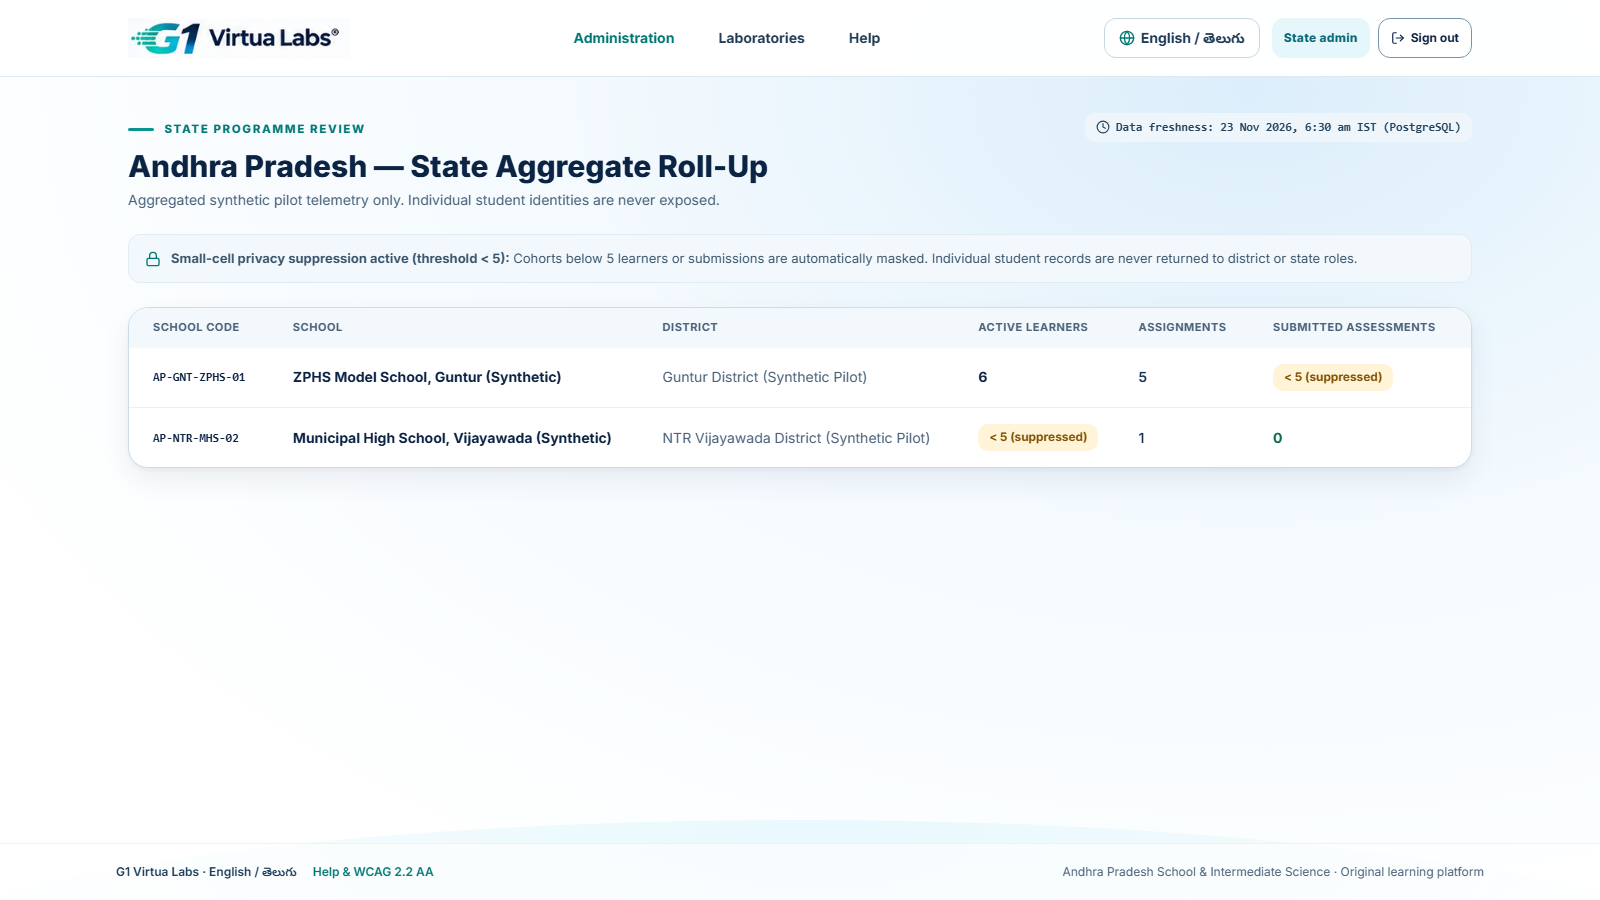 G1 Virtua Labs®
Administration
Laboratories
Help
English / తెలుగు
State admin
Sign out
STATE PROGRAMME REVIEW
Data freshness: 23 Nov 2026, 6:30 am IST (PostgreSQL)
Andhra Pradesh — State Aggregate Roll-Up
Aggregated synthetic pilot telemetry only. Individual student identities are never exposed.
Small-cell privacy suppression active (threshold < 5): Cohorts below 5 learners or submissions are automatically masked. Individual student records are never returned to district or state roles.
SCHOOL CODE SCHOOL DISTRICT ACTIVE LEARNERS ASSIGNMENTS SUBMITTED ASSESSMENTS
AP-GNT-ZPHS-01 ZPHS Model School, Guntur (Synthetic) Guntur District (Synthetic Pilot) 6 5 < 5 (suppressed)
AP-NTR-MHS-02 Municipal High School, Vijayawada (Synthetic) NTR Vijayawada District (Synthetic Pilot) < 5 (suppressed) 1 0
G1 Virtua Labs · English / తెలుగు Help & WCAG 2.2 AA
Andhra Pradesh School & Intermediate Science · Original learning platform